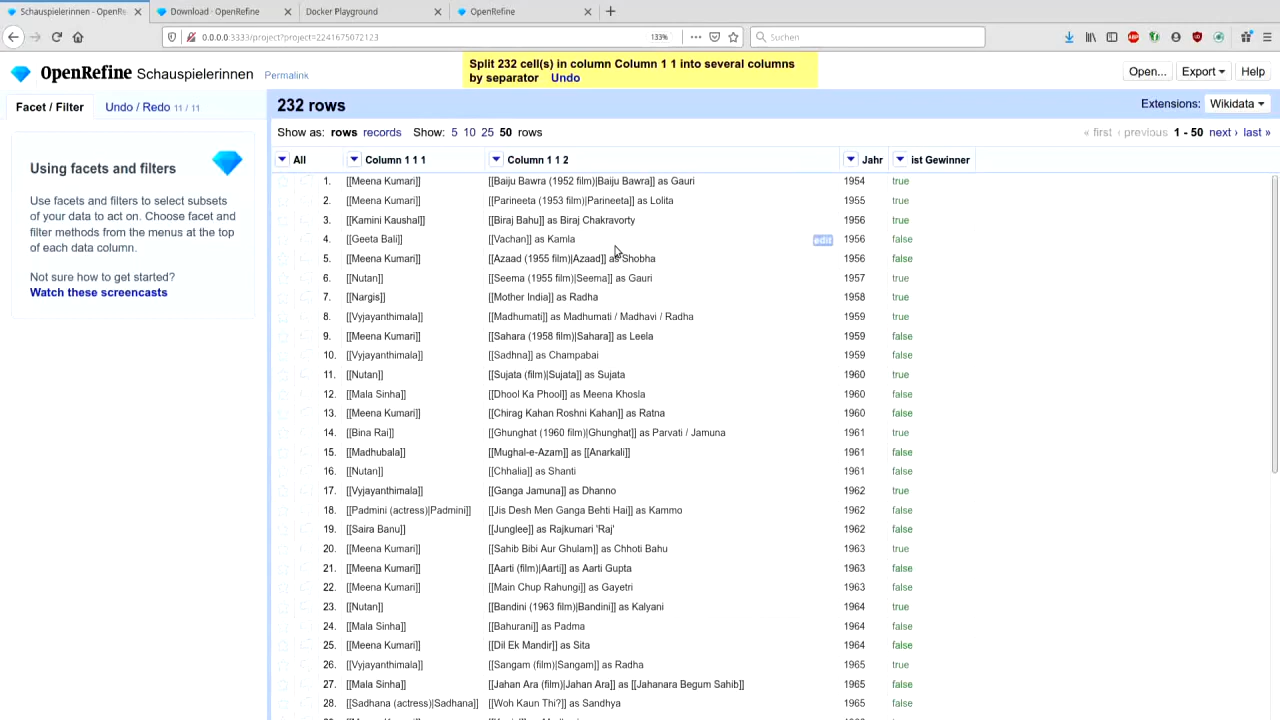 Schauspielerinnen - OpenRe
Download · OpenRefine
Docker Playground
OpenRefine
0.0.0.0:3333/project?project=2241675072123
133%
Suchen
OpenRefine Schauspielerinnen Permalink
Split 232 cell(s) in column Column 1 1 into several columns
by separator Undo
Open... Export Help
Facet / Filter Undo / Redo 11 / 11
232 rows
Extensions: Wikidata
Show as: rows records Show: 5 10 25 50 rows
« first ‹ previous 1 - 50 next › last »
Using facets and filters
Use facets and filters to select subsets
of your data to act on. Choose facet and
filter methods from the menus at the top
of each data column.
Not sure how to get started?
Watch these screencasts
All Column 1 1 1 Column 1 1 2 Jahr ist Gewinner
1. [[Meena Kumari]] [[Baiju Bawra (1952 film)|Baiju Bawra]] as Gauri 1954 true
2. [[Meena Kumari]] [[Parineeta (1953 film)|Parineeta]] as Lolita 1955 true
3. [[Kamini Kaushal]] [[Biraj Bahu]] as Biraj Chakravorty 1956 true
4. [[Geeta Bali]] [[Vachan]] as Kamla edit 1956 false
5. [[Meena Kumari]] [[Azaad (1955 film)|Azaad]] as Shobha 1956 false
6. [[Nutan]] [[Seema (1955 film)|Seema]] as Gauri 1957 true
7. [[Nargis]] [[Mother India]] as Radha 1958 true
8. [[Vyjayanthimala]] [[Madhumati]] as Madhumati / Madhavi / Radha 1959 true
9. [[Meena Kumari]] [[Sahara (1958 film)|Sahara]] as Leela 1959 false
10. [[Vyjayanthimala]] [[Sadhna]] as Champabai 1959 false
11. [[Nutan]] [[Sujata (film)|Sujata]] as Sujata 1960 true
12. [[Mala Sinha]] [[Dhool Ka Phool]] as Meena Khosla 1960 false
13. [[Meena Kumari]] [[Chirag Kahan Roshni Kahan]] as Ratna 1960 false
14. [[Bina Rai]] [[Ghunghat (1960 film)|Ghunghat]] as Parvati / Jamuna 1961 true
15. [[Madhubala]] [[Mughal-e-Azam]] as [[Anarkali]] 1961 false
16. [[Nutan]] [[Chhalia]] as Shanti 1961 false
17. [[Vyjayanthimala]] [[Ganga Jamuna]] as Dhanno 1962 true
18. [[Padmini (actress)|Padmini]] [[Jis Desh Men Ganga Behti Hai]] as Kammo 1962 false
19. [[Saira Banu]] [[Junglee]] as Rajkumari 'Raj' 1962 false
20. [[Meena Kumari]] [[Sahib Bibi Aur Ghulam]] as Chhoti Bahu 1963 true
21. [[Meena Kumari]] [[Aarti (film)|Aarti]] as Aarti Gupta 1963 false
22. [[Meena Kumari]] [[Main Chup Rahungi]] as Gayetri 1963 false
23. [[Nutan]] [[Bandini (1963 film)|Bandini]] as Kalyani 1964 true
24. [[Mala Sinha]] [[Bahurani]] as Padma 1964 false
25. [[Meena Kumari]] [[Dil Ek Mandir]] as Sita 1964 false
26. [[Vyjayanthimala]] [[Sangam (film)|Sangam]] as Radha 1965 true
27. [[Mala Sinha]] [[Jahan Ara (film)|Jahan Ara]] as [[Jahanara Begum Sahib]] 1965 false
28. [[Sadhana (actress)|Sadhana]] [[Woh Kaun Thi?]] as Sandhya 1965 false